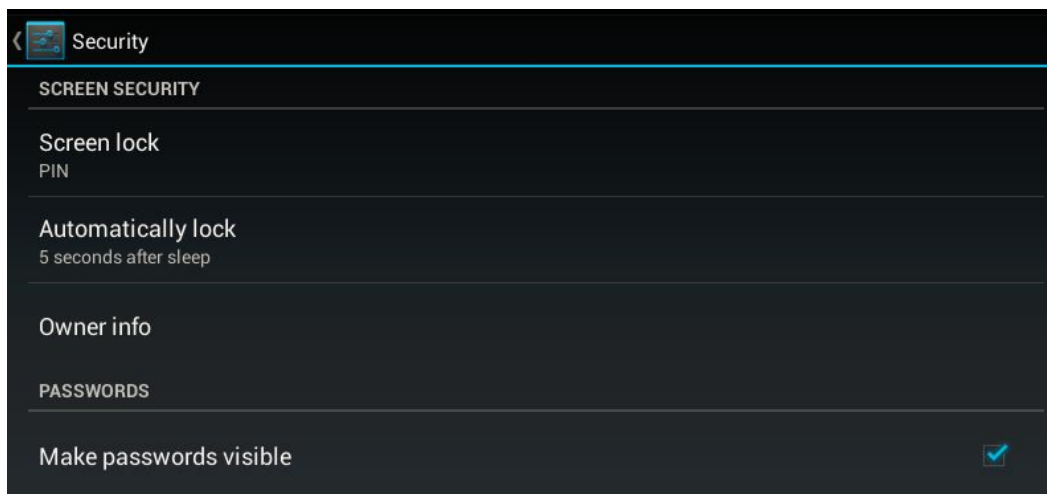 Security
SCREEN SECURITY
Screen lock
PIN
Automatically lock
5 seconds after sleep
Owner info
PASSWORDS
Make passwords visible